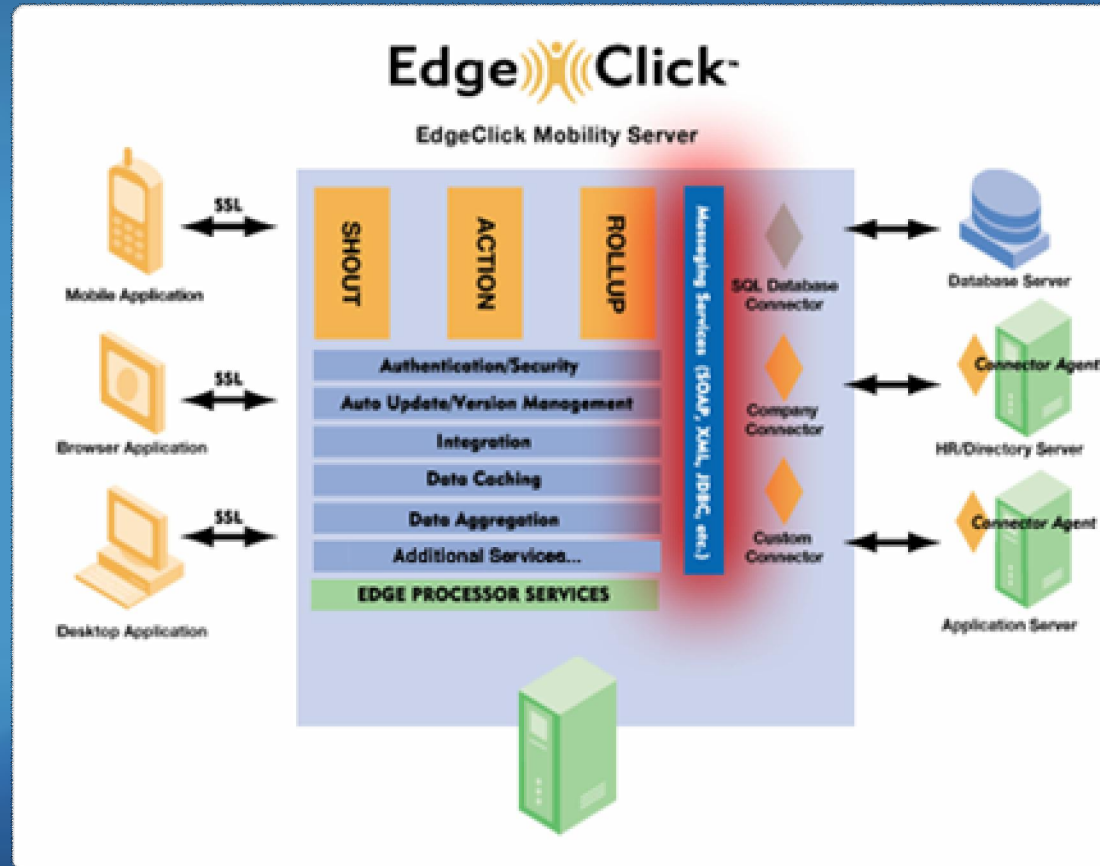 Edge Click™
EdgeClick Mobility Server
SSL
Mobile Application
SSL
Browser Application
SSL
Desktop Application
SHOUT
ACTION
ROLLUP
Authentication/Security
Auto Update/Version Management
Integration
Data Caching
Data Aggregation
Additional Services...
EDGE PROCESSOR SERVICES
Messaging Services (SOAP, XML, JDBC, etc.)
SQL Database
Connector
Company
Connector
Custom
Connector
Database Server
Connector Agent
HR/Directory Server
Connector Agent
Application Server